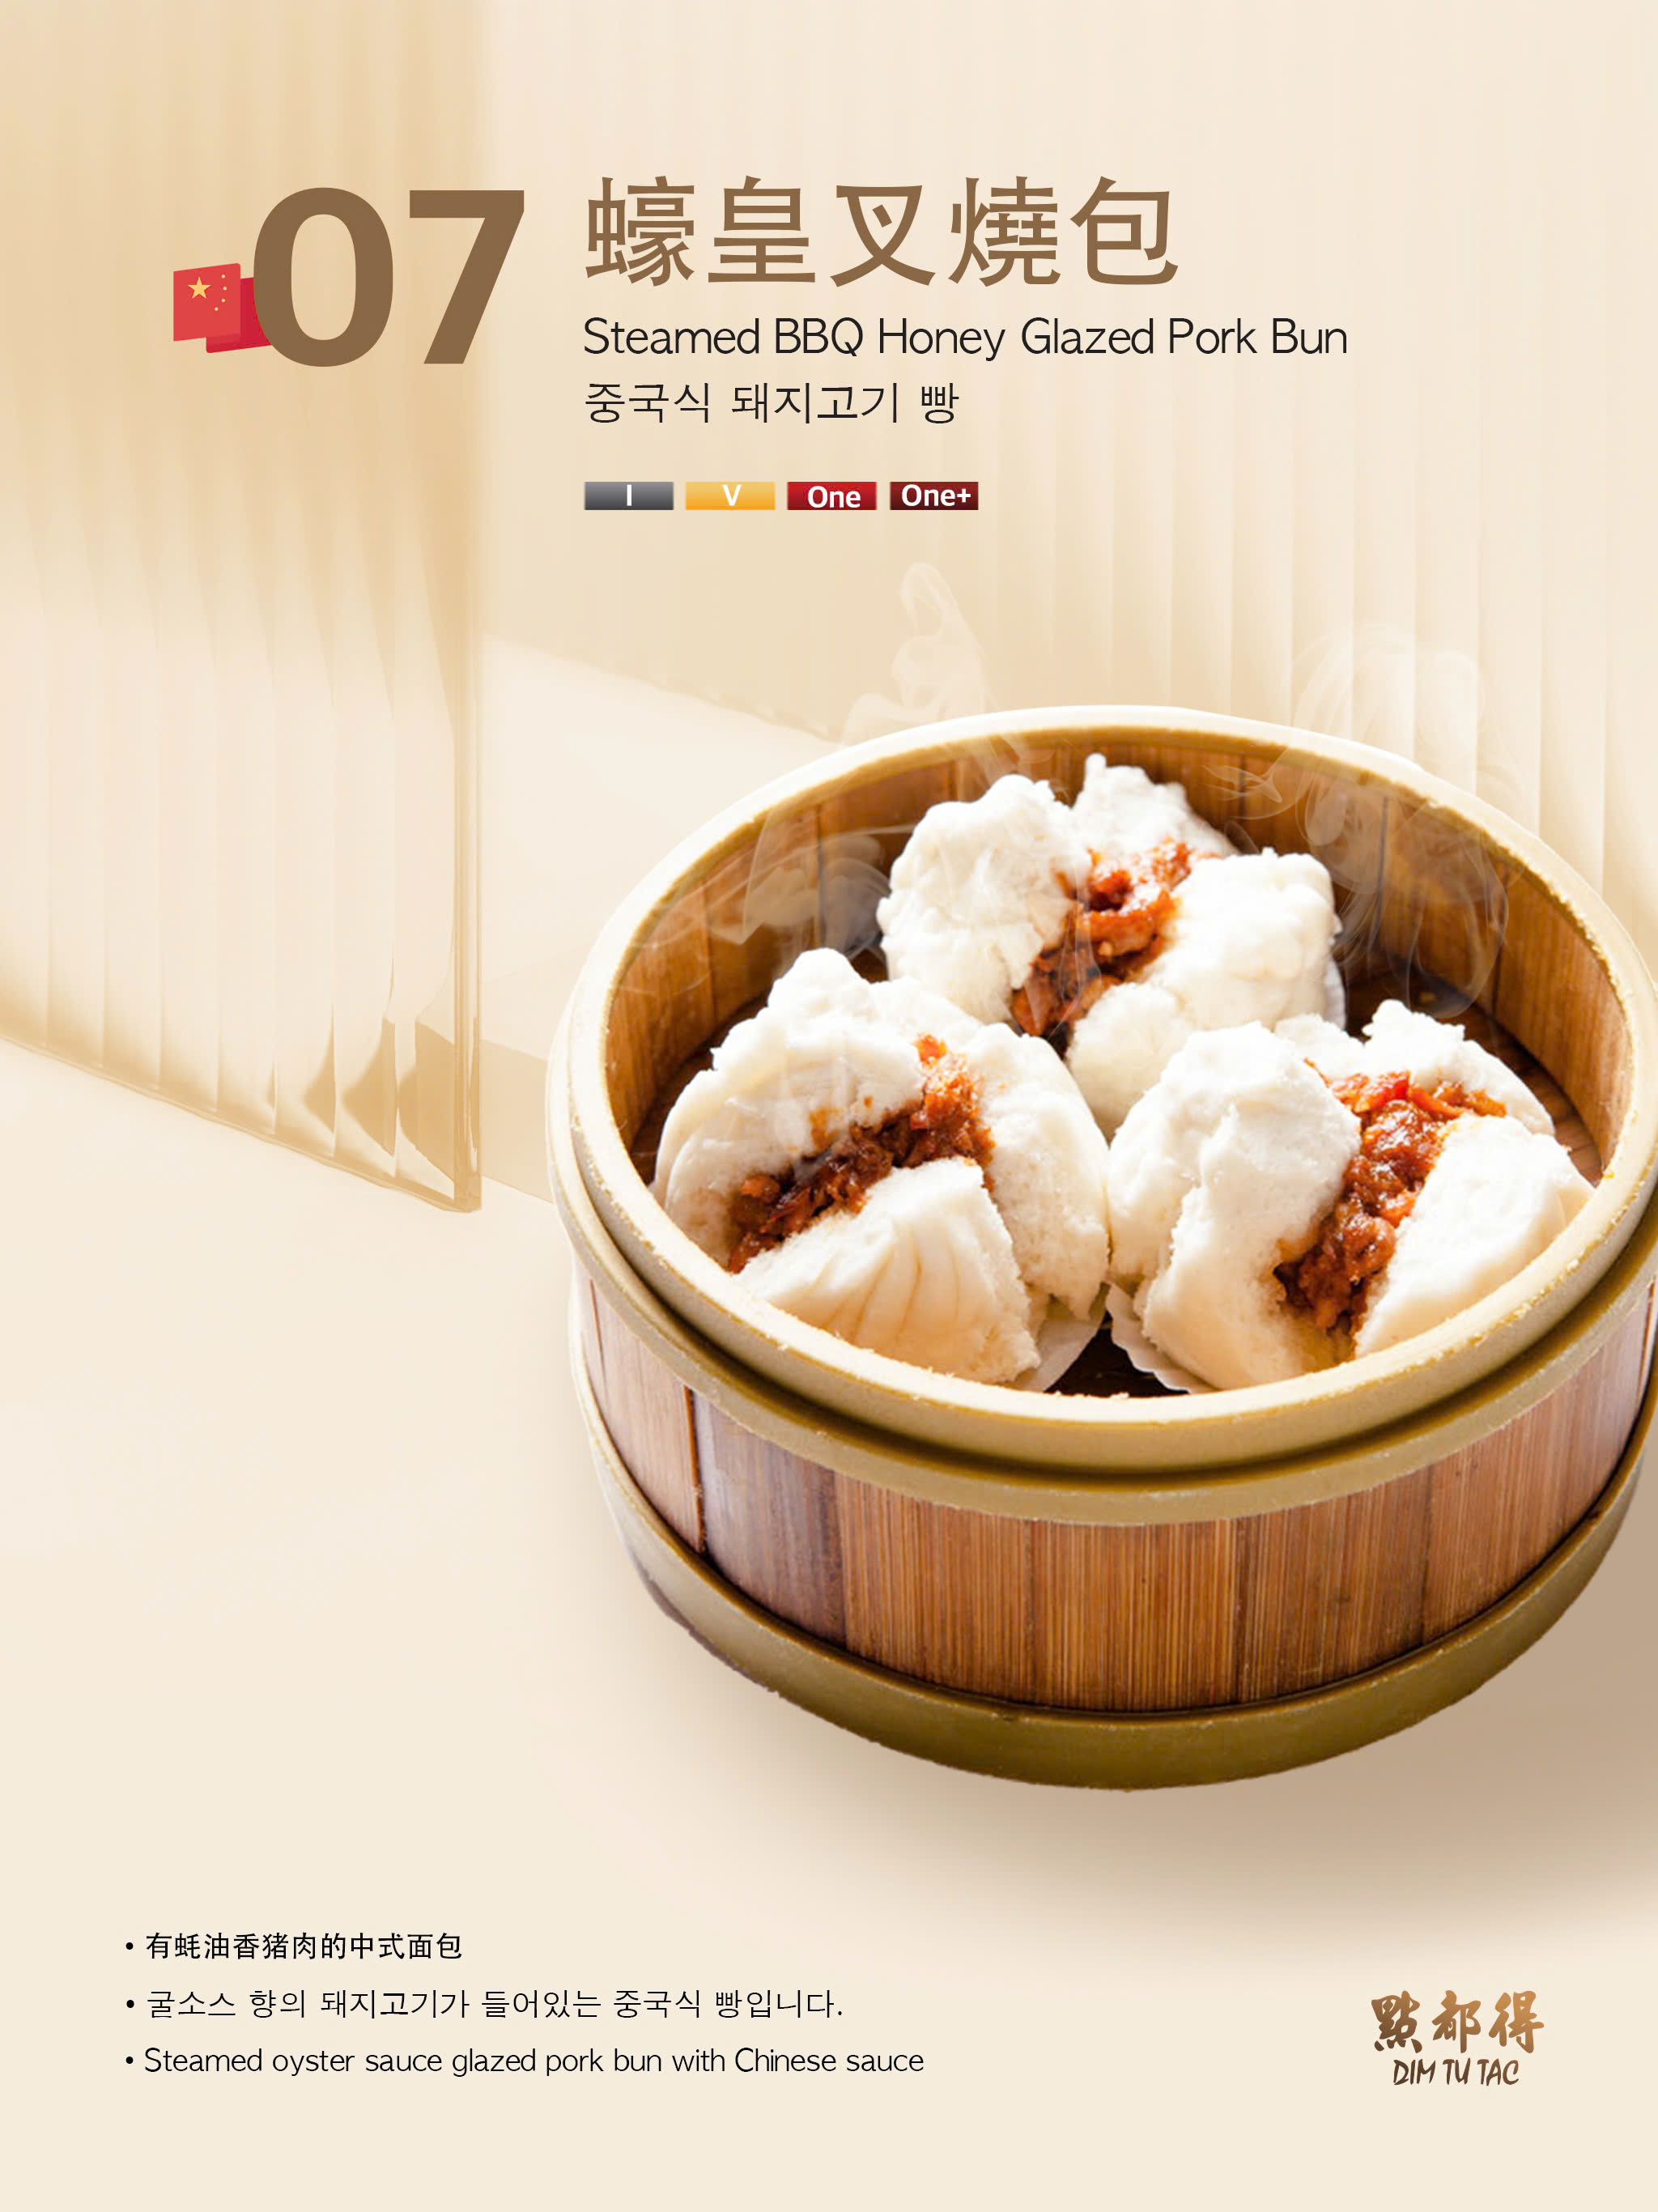 07
蠔皇叉燒包
Steamed BBQ Honey Glazed Pork Bun
중국식 돼지고기 빵
I V One One+
• 有蚝油香猪肉的中式面包
• 굴소스 향의 돼지고기가 들어있는 중국식 빵입니다.
• Steamed oyster sauce glazed pork bun with Chinese sauce
點都得
DIM TU TAC